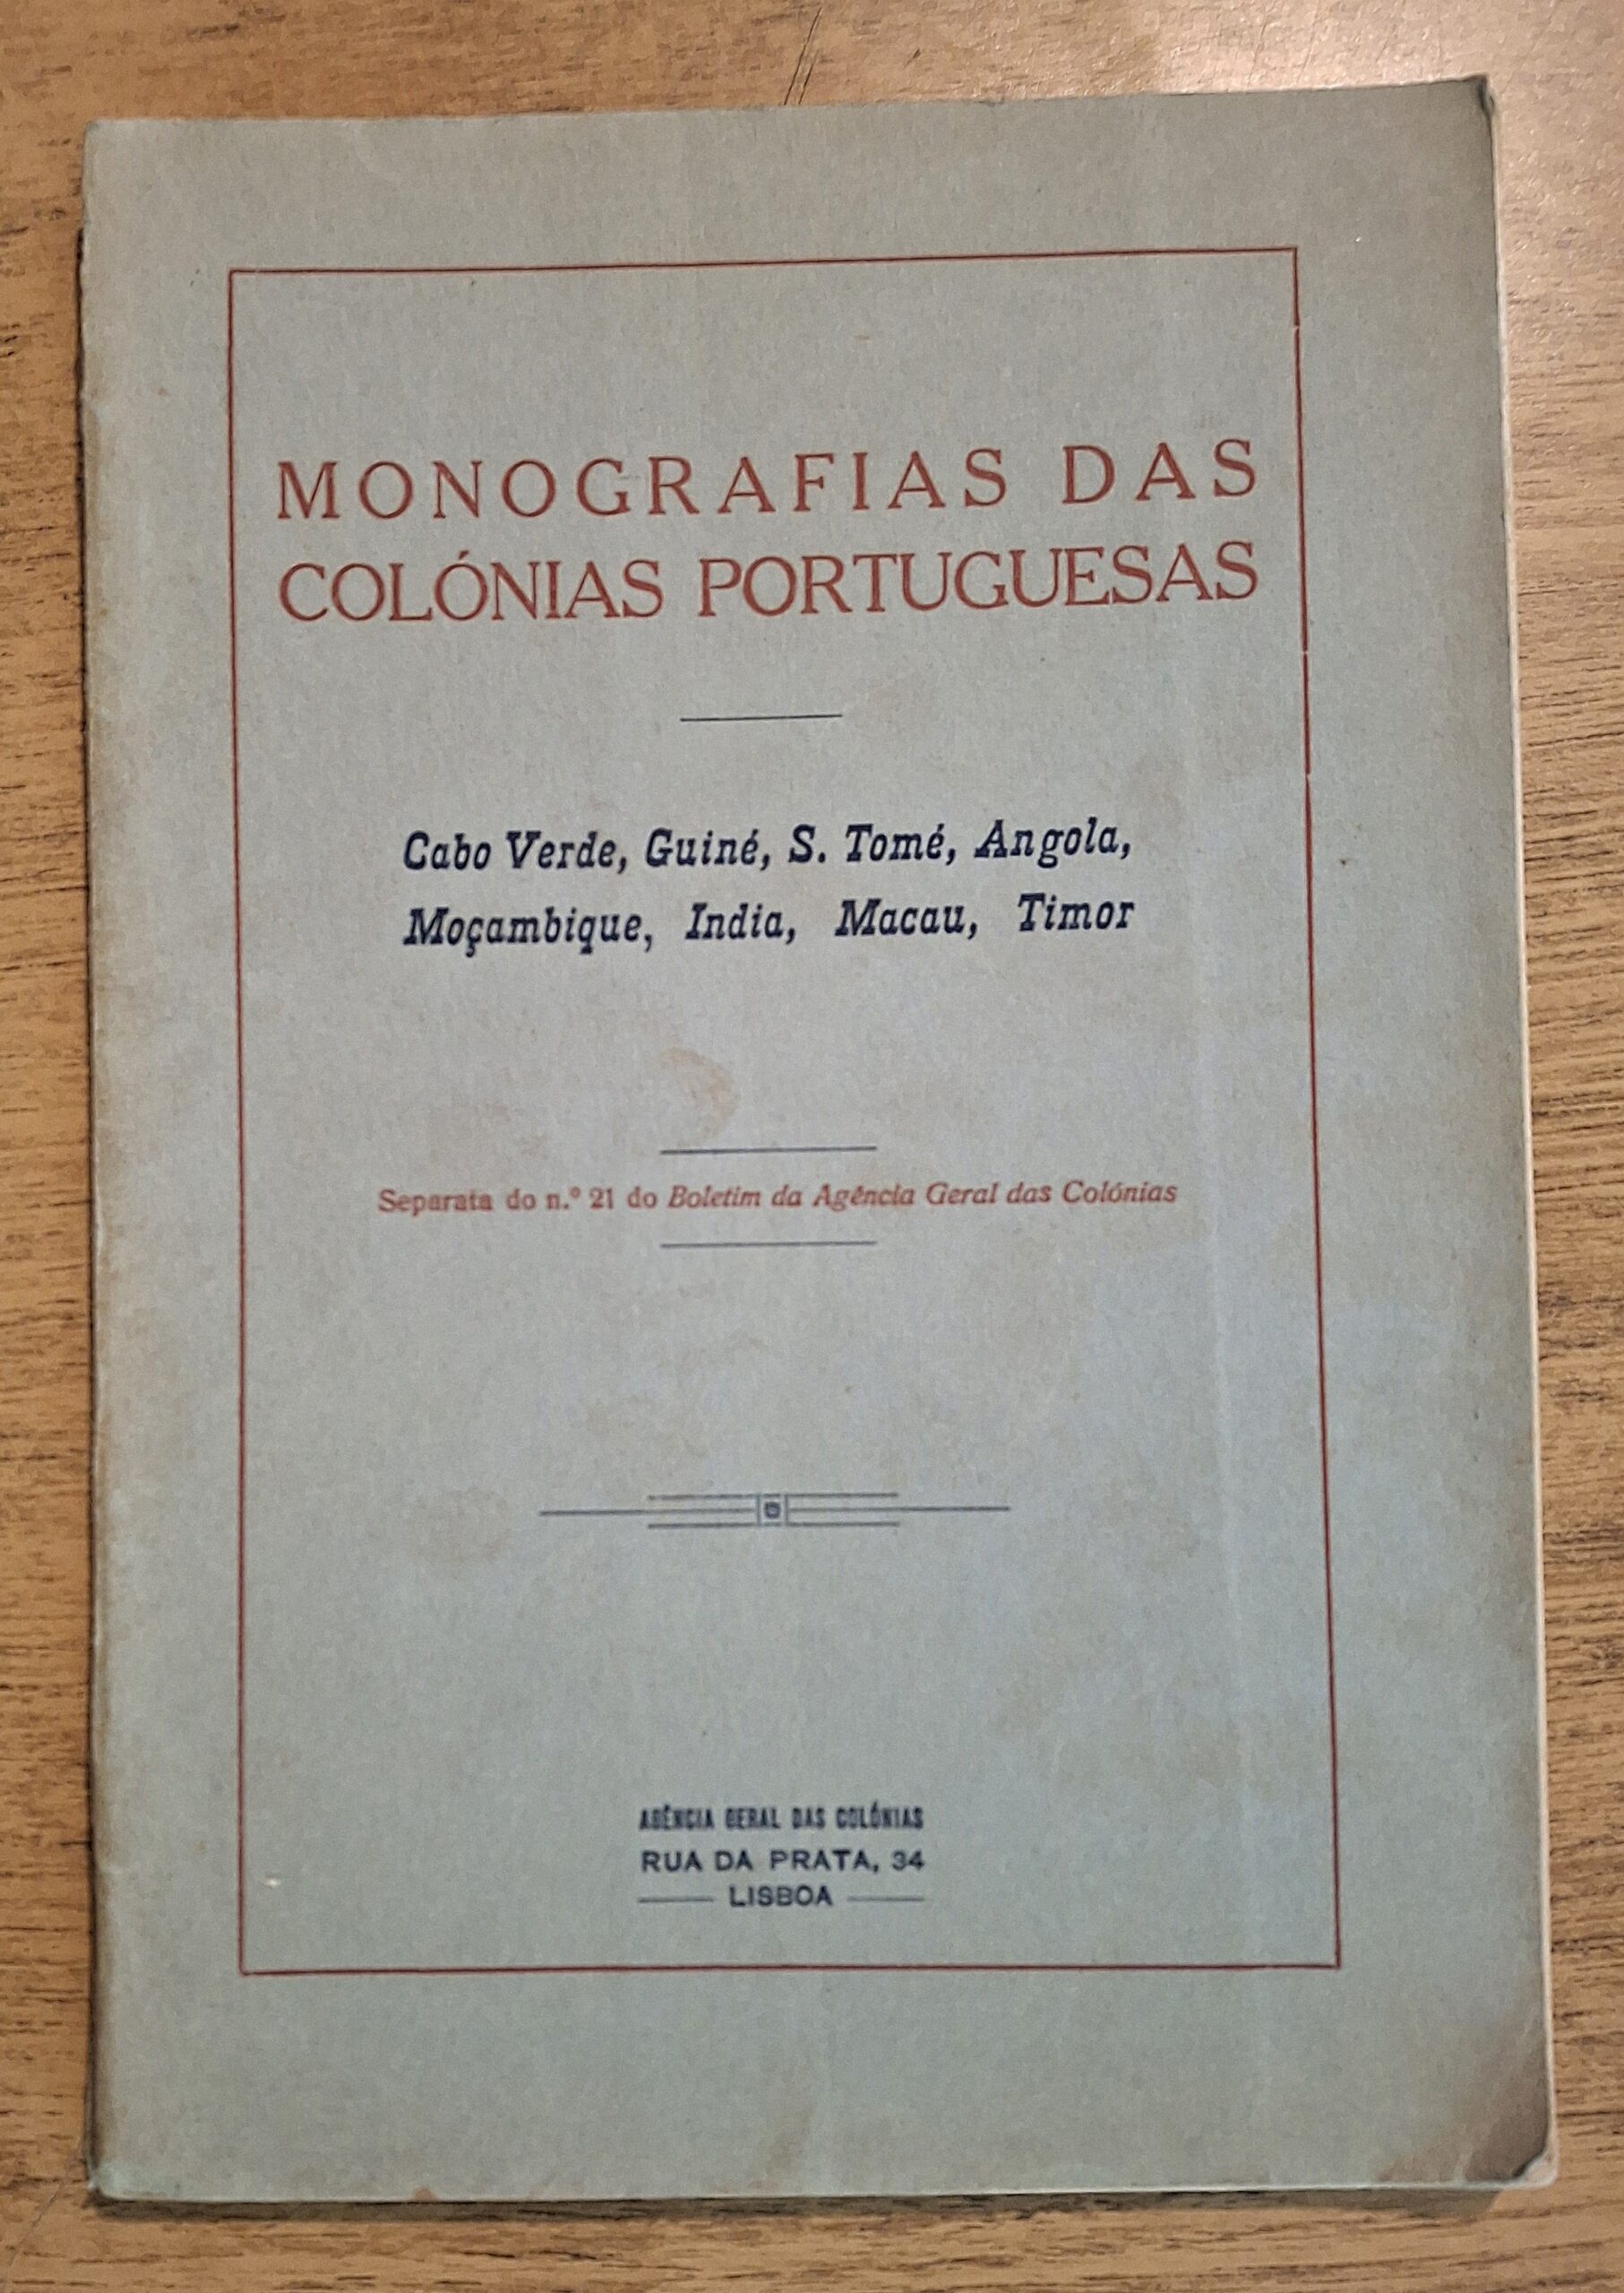 MONOGRAFIAS DAS
COLÓNIAS PORTUGUESAS
Cabo Verde, Guiné, S. Tomé, Angola,
Moçambique, India, Macau, Timor
Separata do n.º 21 do Boletim da Agência Geral das Colónias
AGÊNCIA GERAL DAS COLÓNIAS
RUA DA PRATA, 34
LISBOA